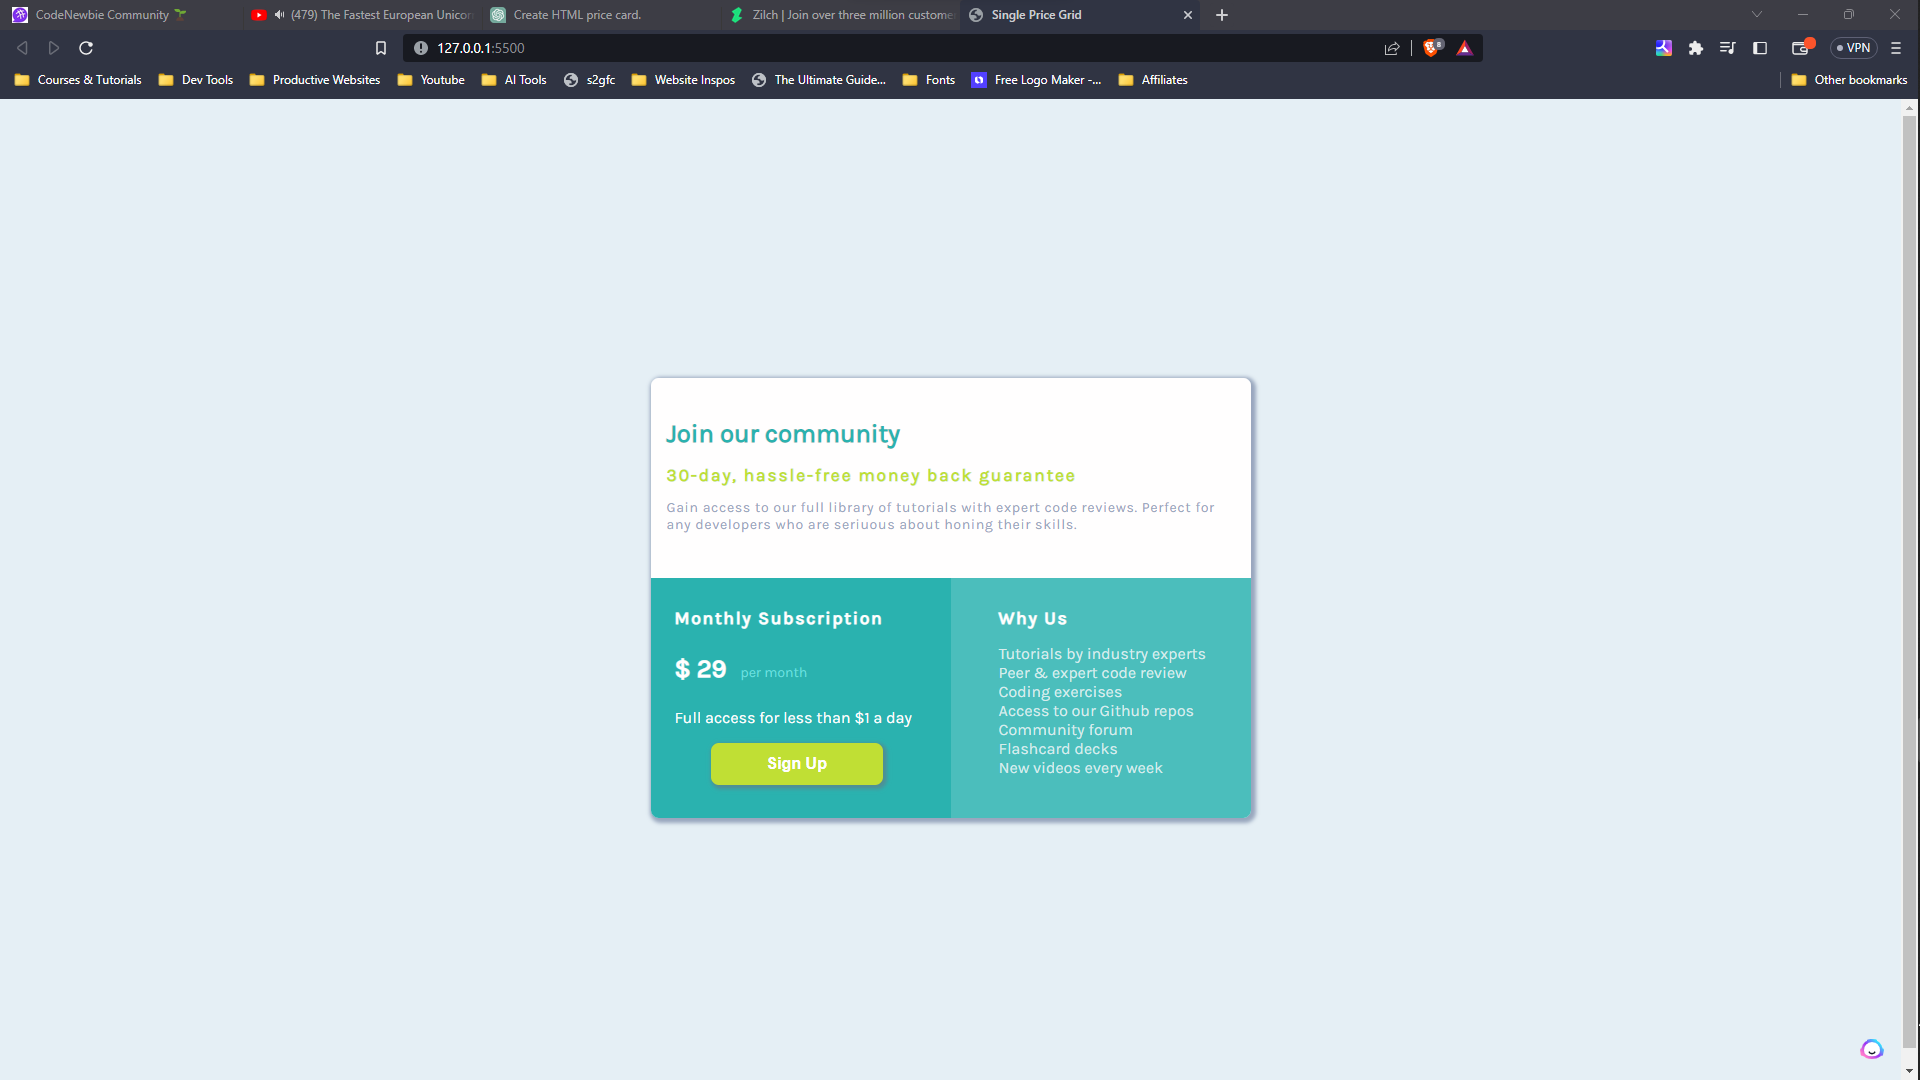 CodeNewbie Community 🌱
(479) The Fastest European Unicor
Create HTML price card.
Zilch | Join over three million custome
Single Price Grid
127.0.0.1:5500
8
VPN
Courses & Tutorials
Dev Tools
Productive Websites
Youtube
AI Tools
s2gfc
Website Inspos
The Ultimate Guide...
Fonts
Free Logo Maker -...
Affiliates
Other bookmarks
Join our community
30-day, hassle-free money back guarantee
Gain access to our full library of tutorials with expert code reviews. Perfect for
any developers who are seriuous about honing their skills.
Monthly Subscription
$ 29 per month
Full access for less than $1 a day
Sign Up
Why Us
Tutorials by industry experts
Peer & expert code review
Coding exercises
Access to our Github repos
Community forum
Flashcard decks
New videos every week